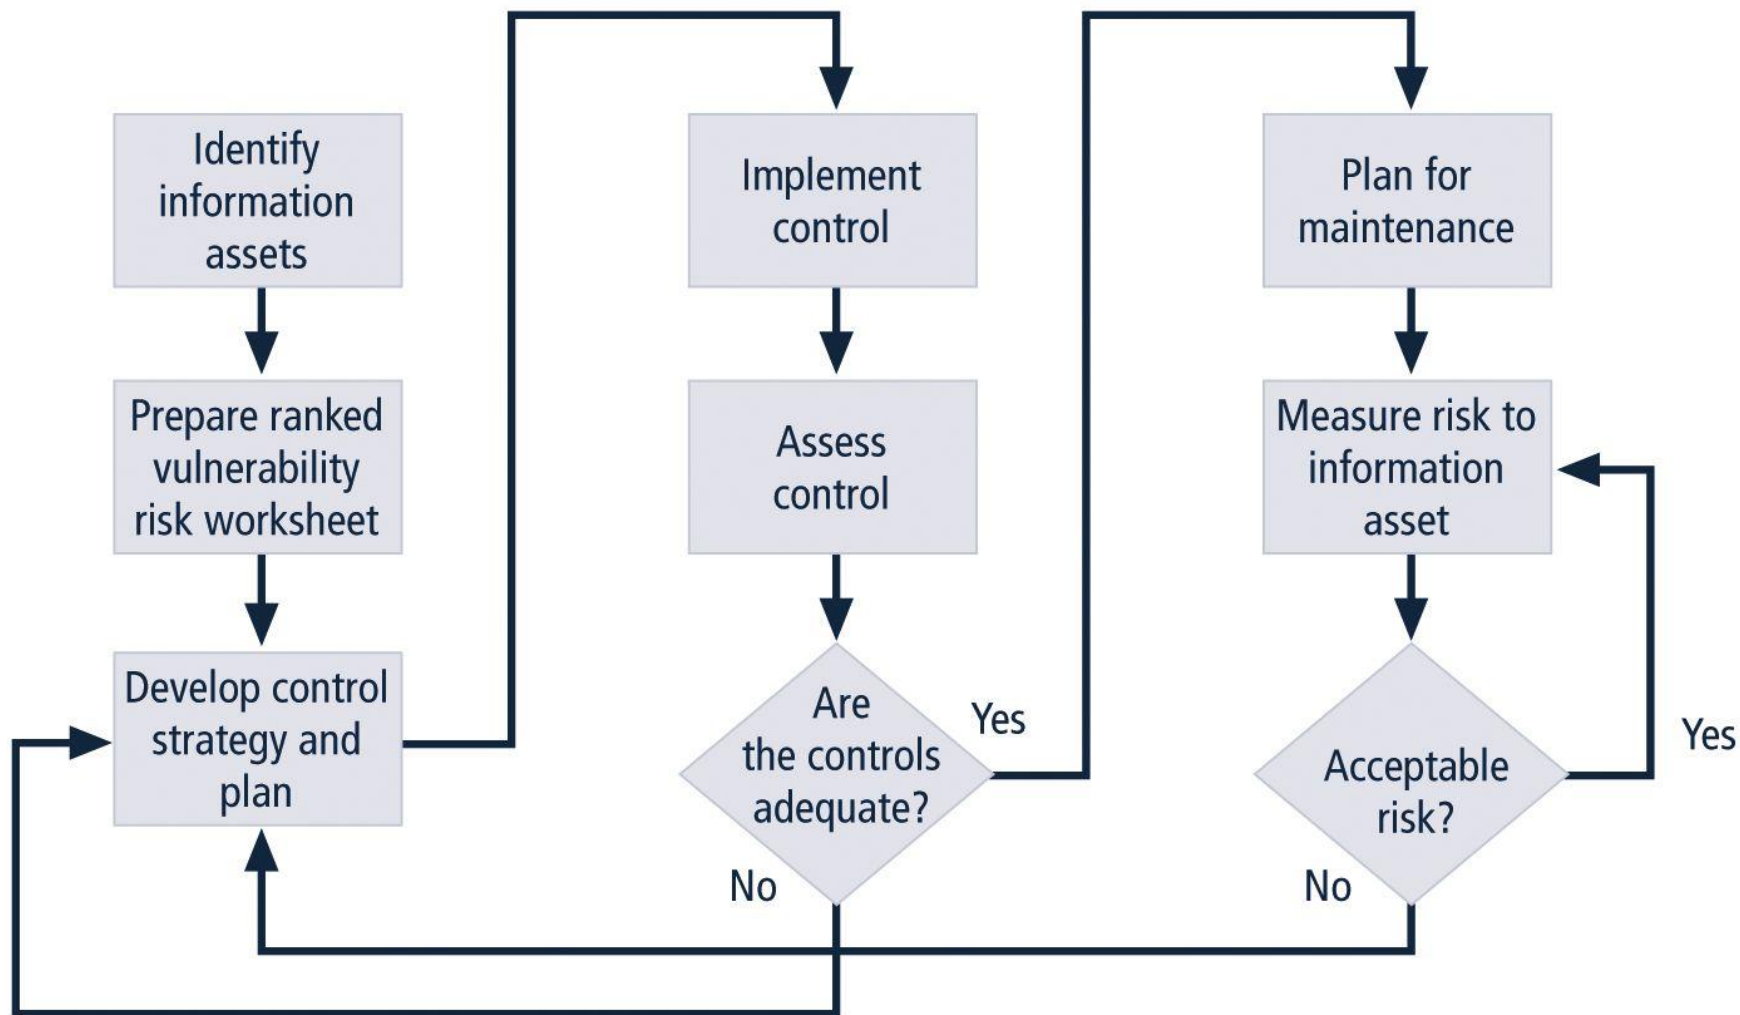 Identify
information
assets
Prepare ranked
vulnerability
risk worksheet
Develop control
strategy and
plan
Implement
control
Assess
control
Are
the controls
adequate?
Yes
No
Plan for
maintenance
Measure risk to
information
asset
Acceptable
risk?
Yes
No